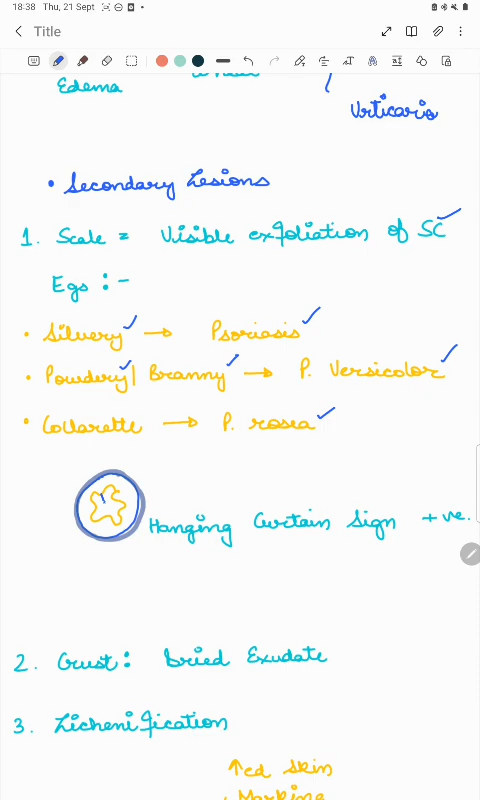 18:38 Thu, 21 Sept
Title
Edema
Urticaria
• Secondary Lesions
1. Scale = Visible exfoliation of SC
Egs :-
• Silvery → Psoriasis
• Powdery | Branny → P. Versicolor
• Collarette → P. rosea
Hanging Curtain Sign +ve.
2. Crust: Dried Exudate
3. Lichenification
↑ed Skin
Marking